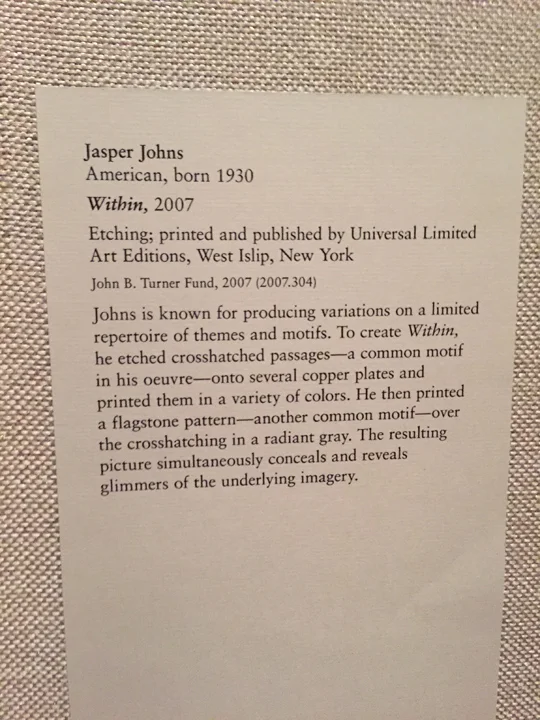 Jasper Johns
American, born 1930
Within, 2007
Etching; printed and published by Universal Limited
Art Editions, West Islip, New York
John B. Turner Fund, 2007 (2007.304)
Johns is known for producing variations on a limited
repertoire of themes and motifs. To create Within,
he etched crosshatched passages—a common motif
in his oeuvre—onto several copper plates and
printed them in a variety of colors. He then printed
a flagstone pattern—another common motif—over
the crosshatching in a radiant gray. The resulting
picture simultaneously conceals and reveals
glimmers of the underlying imagery.